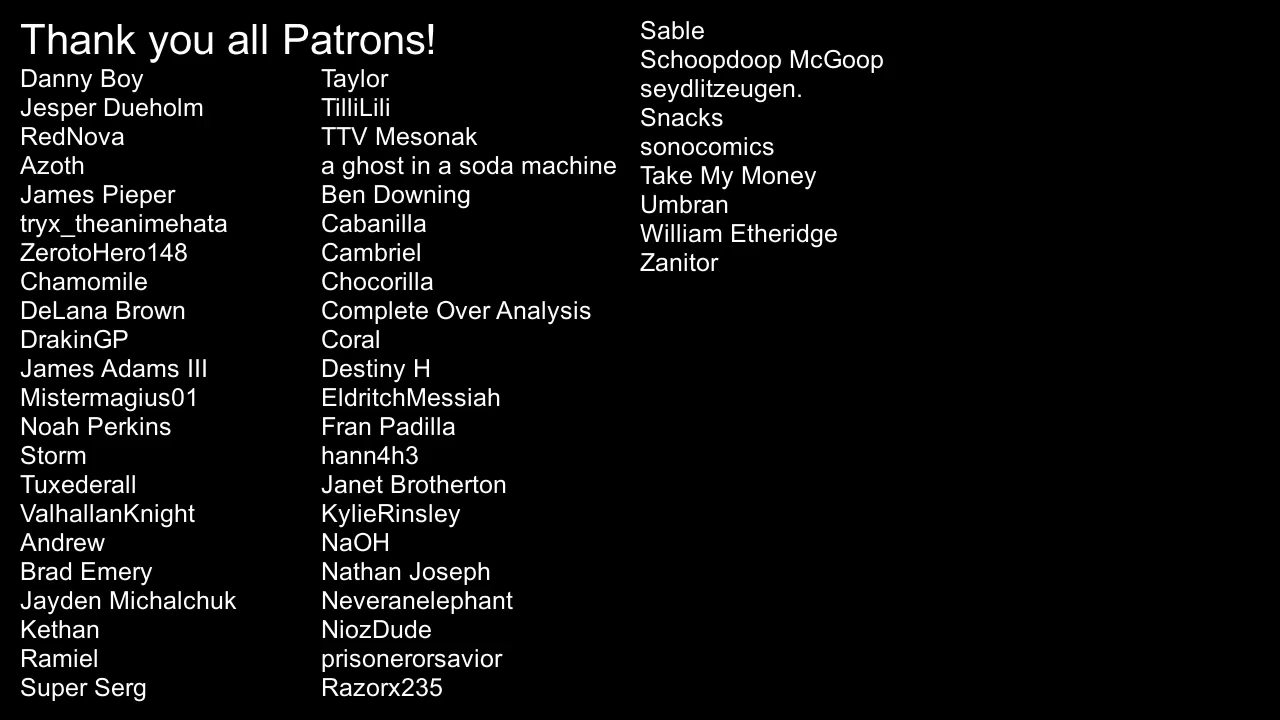 Thank you all Patrons!
Danny Boy
Jesper Dueholm
RedNova
Azoth
James Pieper
tryx_theanimehata
ZerotoHero148
Chamomile
DeLana Brown
DrakinGP
James Adams III
Mistermagius01
Noah Perkins
Storm
Tuxederall
ValhallanKnight
Andrew
Brad Emery
Jayden Michalchuk
Kethan
Ramiel
Super Serg
Taylor
TilliLili
TTV Mesonak
a ghost in a soda machine
Ben Downing
Cabanilla
Cambriel
Chocorilla
Complete Over Analysis
Coral
Destiny H
EldritchMessiah
Fran Padilla
hann4h3
Janet Brotherton
KylieRinsley
NaOH
Nathan Joseph
Neveranelephant
NiozDude
prisonerorsavior
Razorx235
Sable
Schoopdoop McGoop
seydlitzeugen.
Snacks
sonocomics
Take My Money
Umbran
William Etheridge
Zanitor